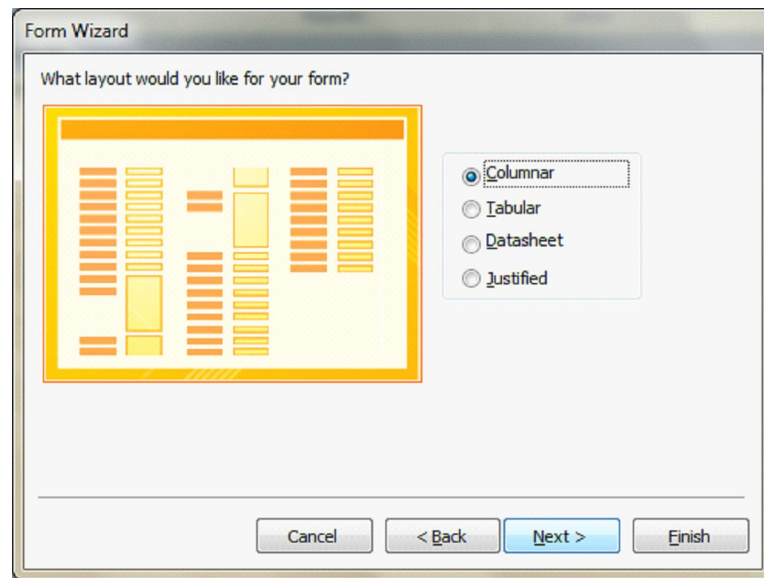 Form Wizard
What layout would you like for your form?
Columnar
Tabular
Datasheet
Justified
Cancel
< Back
Next >
Finish